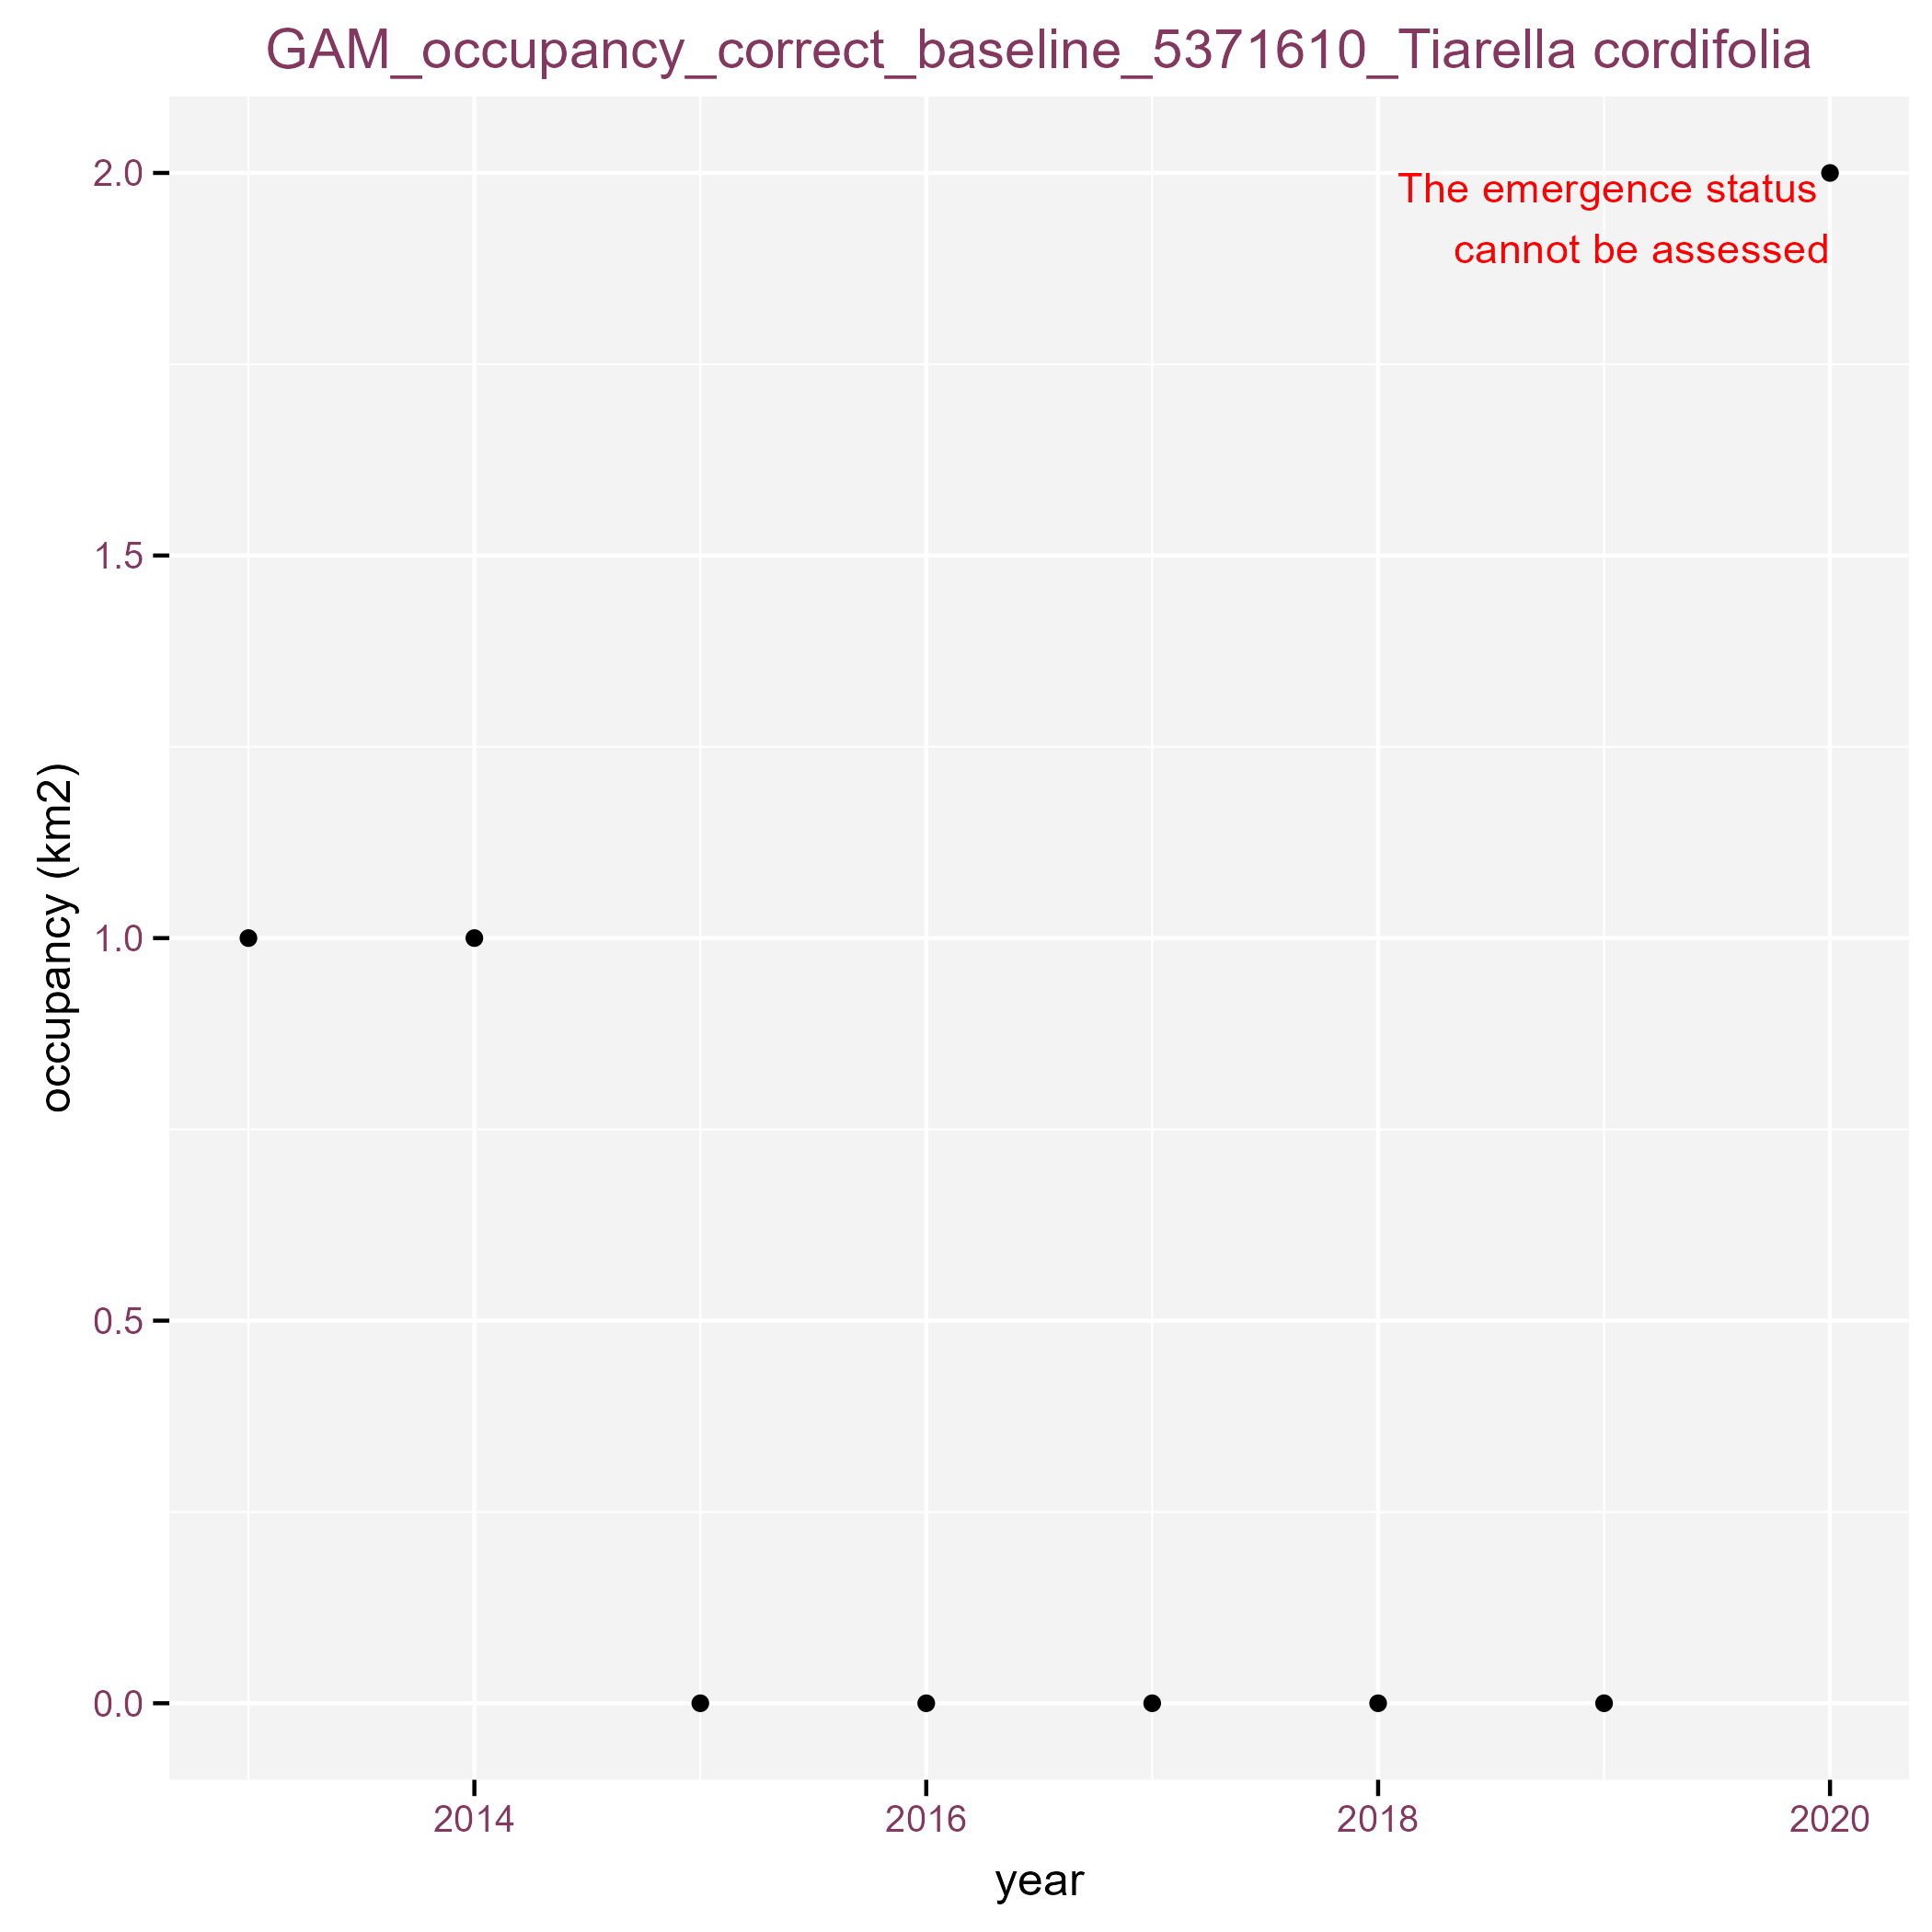 GAM_occupancy_correct_baseline_5371610_Tiarella cordifolia
2.0
The emergence status
cannot be assessed
1.5
occupancy (km2)
1.0
0.5
0.0
2014 2016 2018 2020
year